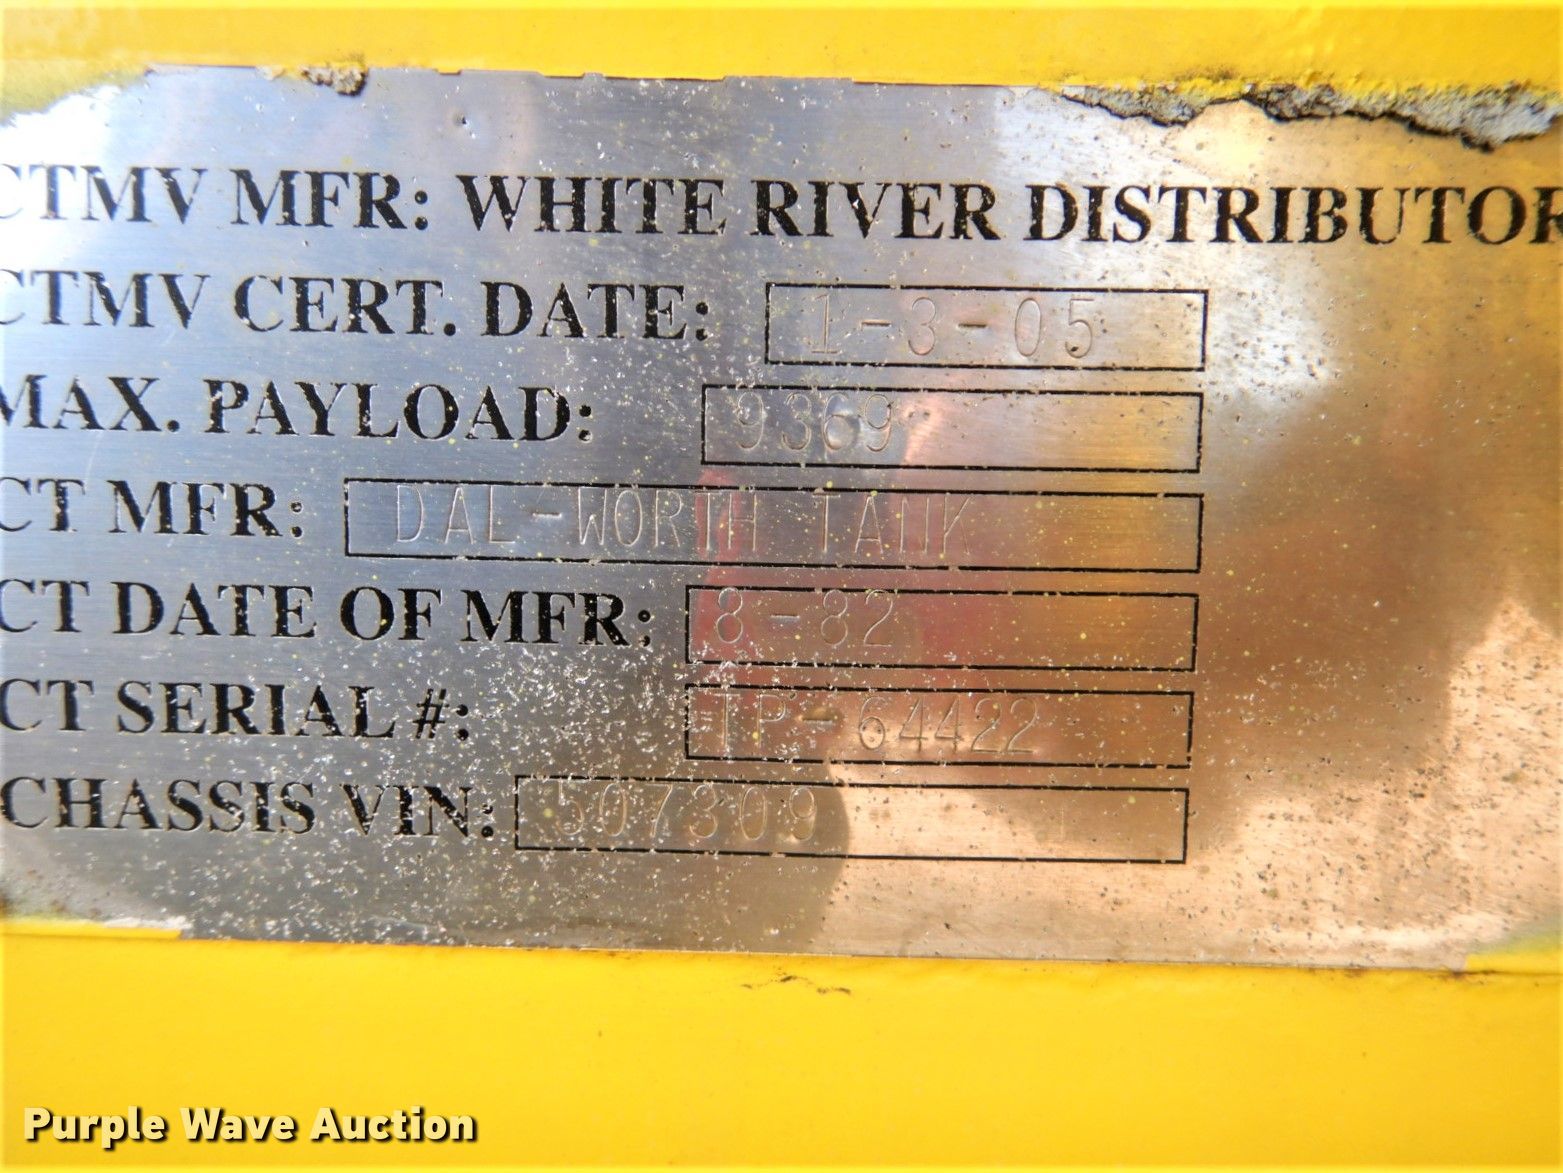 CTMV MFR: WHITE RIVER DISTRIBUTOR
CTMV CERT. DATE: 1-3-05
MAX. PAYLOAD: 9369
CT MFR: DAL-WORTH TANK
CT DATE OF MFR: 8-82
CT SERIAL #: TP-64422
CHASSIS VIN: 507309
Purple Wave Auction